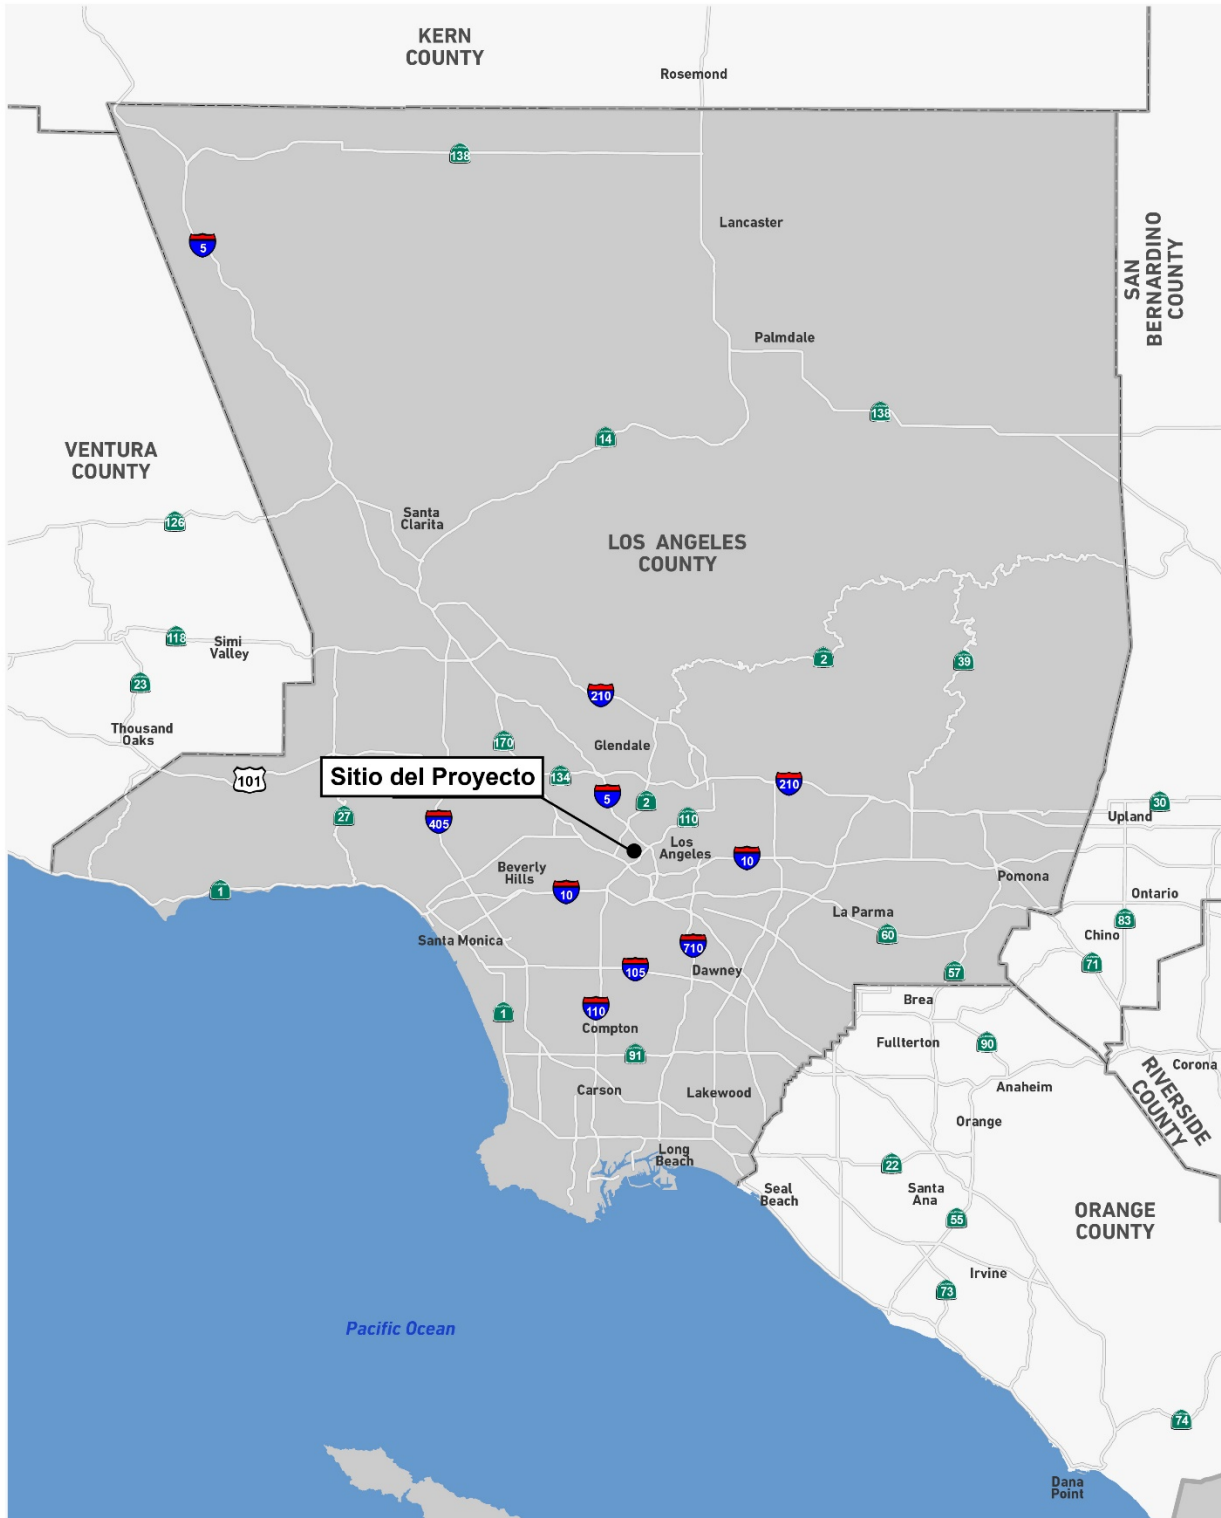 KERN
COUNTY
Rosemond
138
Lancaster
5
SAN
BERNARDINO
COUNTY
Palmdale
138
14
VENTURA
COUNTY
126
Santa
Clarita
LOS ANGELES
COUNTY
118
Simi
Valley
2
39
23
210
Thousand
Oaks
170
Glendale
101
Sitio del Proyecto
134
210
5
2
30
27
405
110
Upland
Los
Angeles
10
Beverly
Hills
Pomona
1
10
Ontario
La Parma
83
60
Chino
Santa Monica
710
71
105
Dawney
57
Brea
1
110
Compton
Fullterton
90
91
Corona
Carson
Lakewood
Anaheim
RIVERSIDE
COUNTY
Orange
Long
Beach
22
Seal
Beach
Santa
Ana
55
ORANGE
COUNTY
Irvine
73
Pacific Ocean
74
Dana
Point